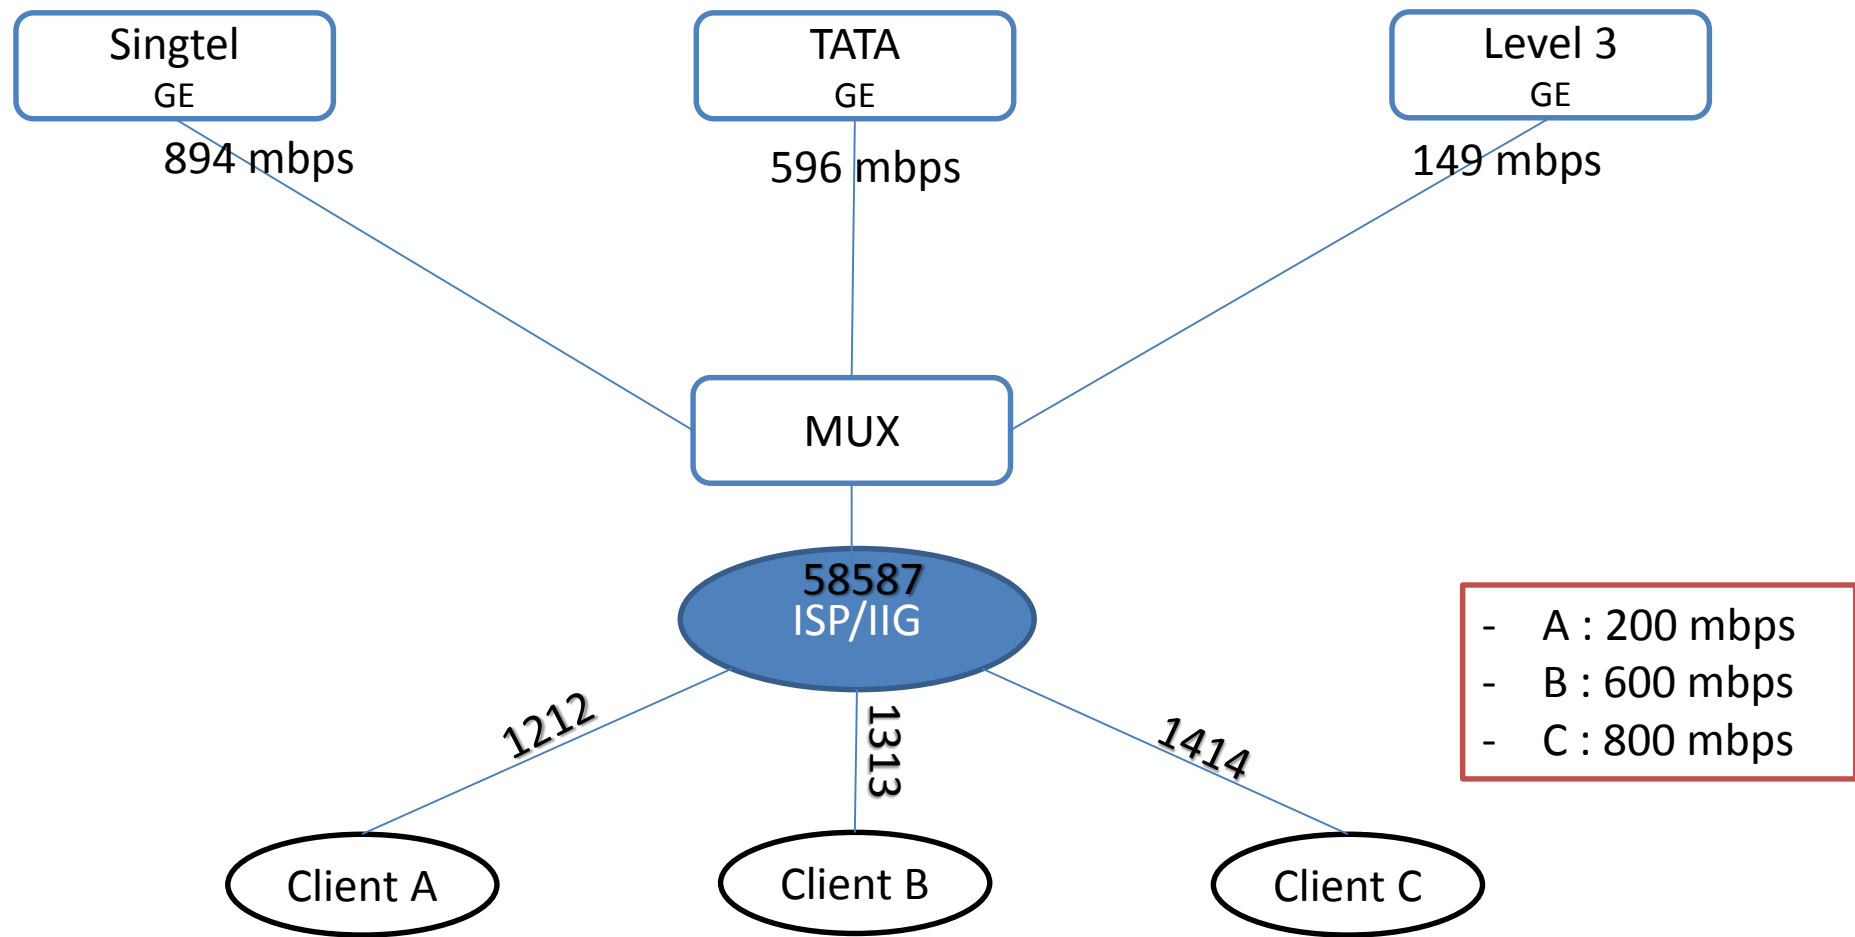 Singtel
GE
TATA
GE
Level 3
GE
894 mbps
596 mbps
149 mbps
MUX
58587
ISP/IIG
- A : 200 mbps
- B : 600 mbps
- C : 800 mbps
1212
1313
1414
Client A
Client B
Client C